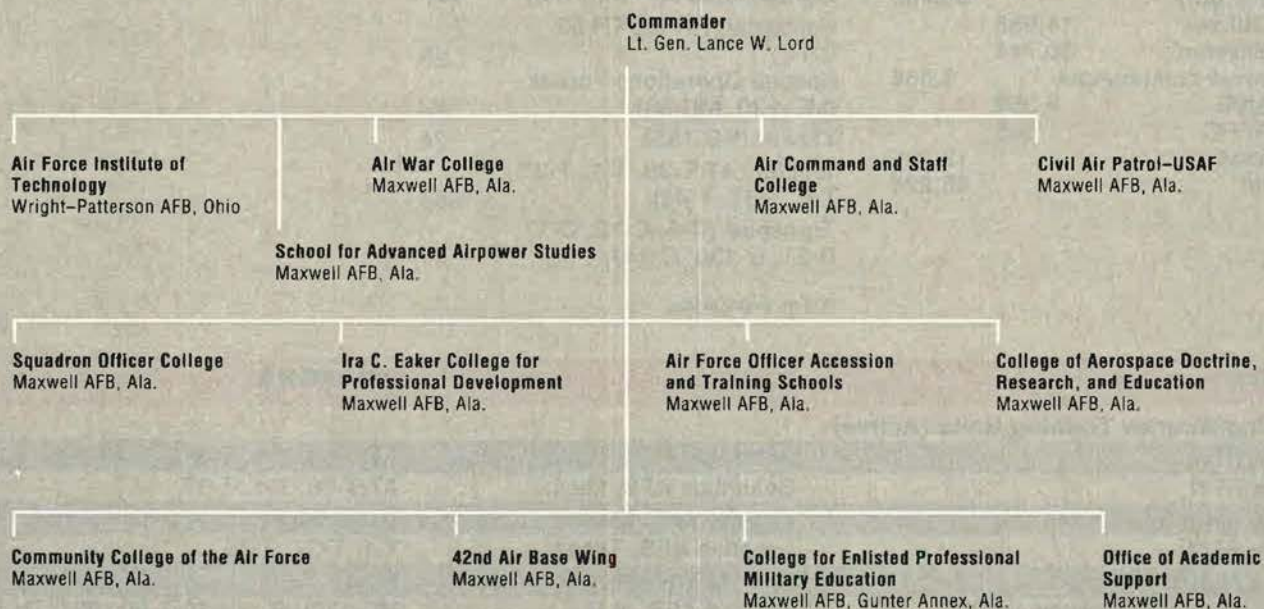 Commander
Lt. Gen. Lance W. Lord
Air Force Institute of
Technology
Wright–Patterson AFB, Ohio
School for Advanced Airpower Studies
Maxwell AFB, Ala.
Air War College
Maxwell AFB, Ala.
Air Command and Staff
College
Maxwell AFB, Ala.
Civil Air Patrol–USAF
Maxwell AFB, Ala.
Squadron Officer College
Maxwell AFB, Ala.
Ira C. Eaker College for
Professional Development
Maxwell AFB, Ala.
Air Force Officer Accession
and Training Schools
Maxwell AFB, Ala.
College of Aerospace Doctrine,
Research, and Education
Maxwell AFB, Ala.
Community College of the Air Force
Maxwell AFB, Ala.
42nd Air Base Wing
Maxwell AFB, Ala.
College for Enlisted Professional
Military Education
Maxwell AFB, Gunter Annex, Ala.
Office of Academic
Support
Maxwell AFB, Ala.